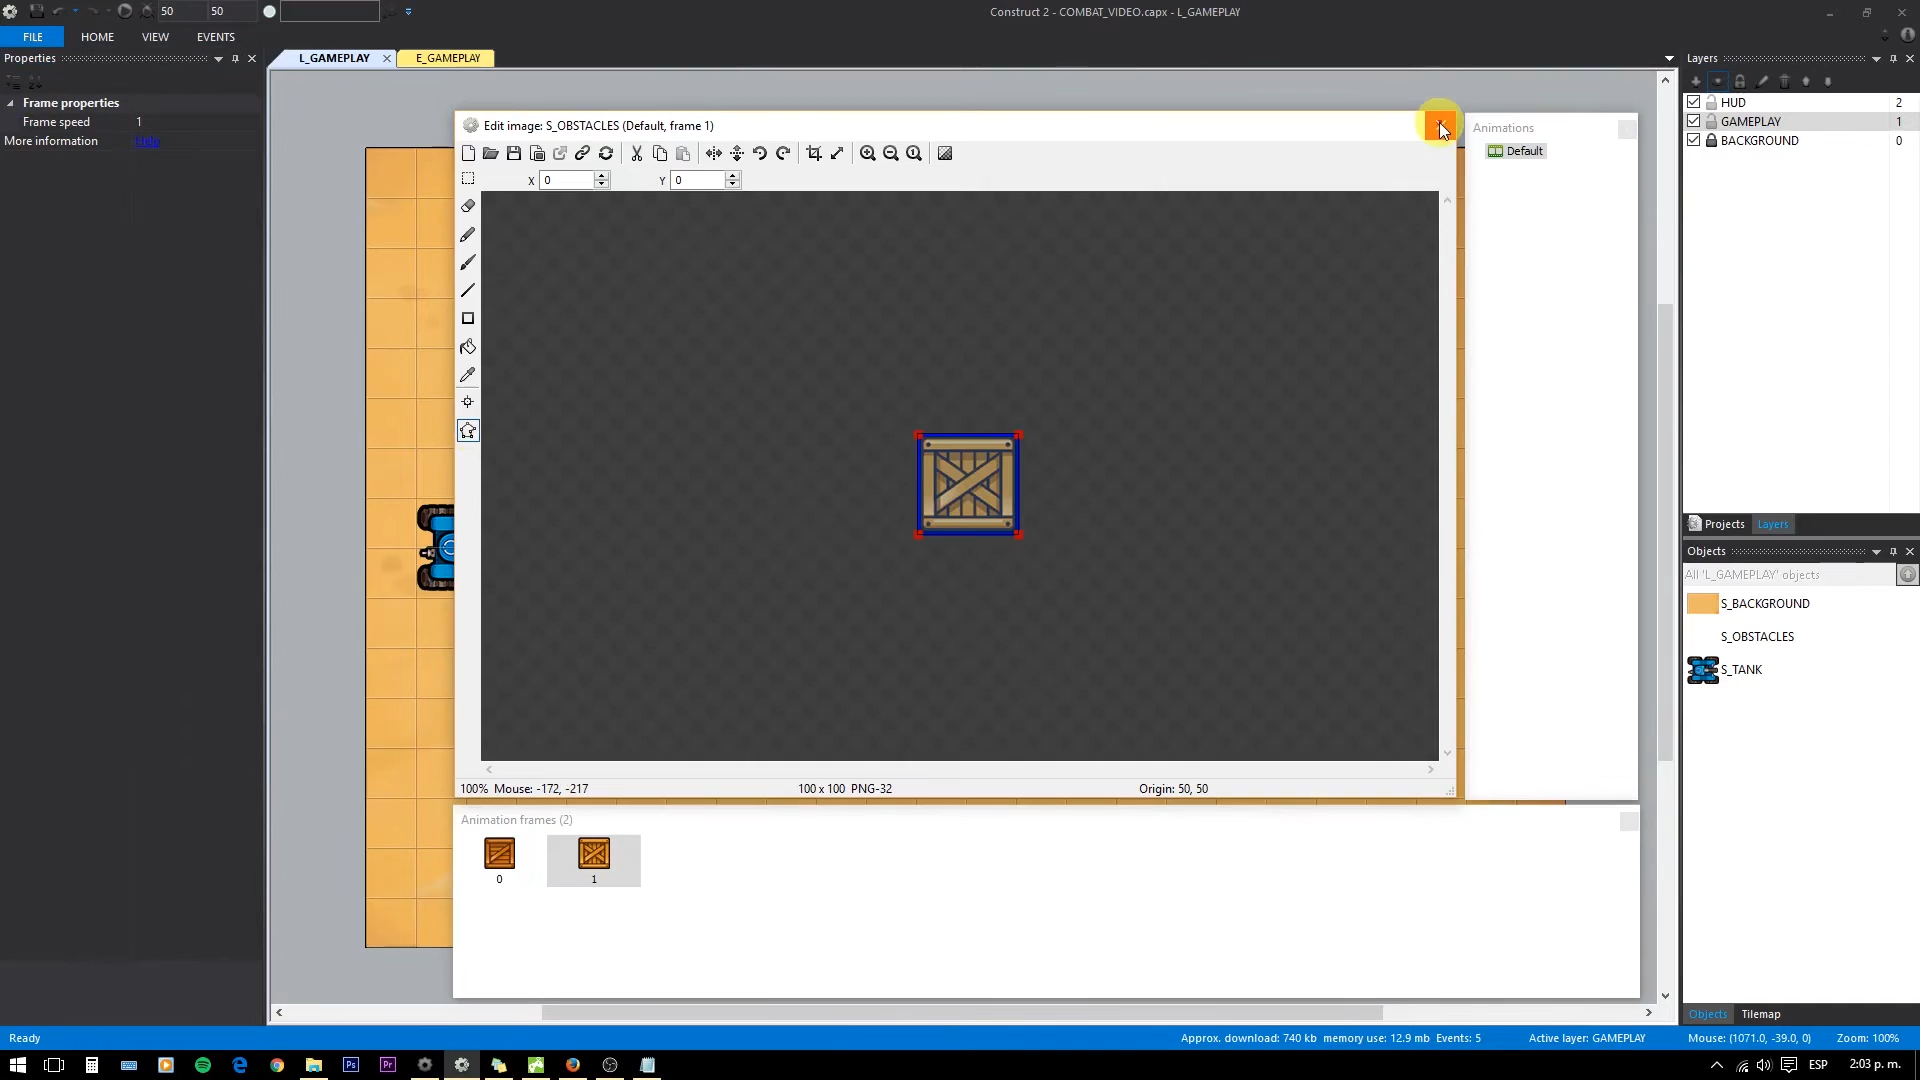 50 50
Construct 2 - COMBAT_VIDEO.capx - L_GAMEPLAY
FILE HOME VIEW EVENTS
Properties
Frame properties
Frame speed 1
More information Help
L_GAMEPLAY
E_GAMEPLAY
Edit image: S_OBSTACLES (Default, frame 1)
X 0 Y 0
100% Mouse: -172, -217
100 x 100 PNG-32
Origin: 50, 50
Animations
Default
Animation frames (2)
0
1
Layers
HUD 2
GAMEPLAY 1
BACKGROUND 0
Projects Layers
Objects
All 'L_GAMEPLAY' objects
S_BACKGROUND
S_OBSTACLES
S_TANK
Objects Tilemap
Ready
Approx. download: 740 kb memory use: 12.9 mb Events: 5
Active layer: GAMEPLAY
Mouse: (1071.0, -39.0, 0)
Zoom: 100%
Ps
Pr
ESP
2:03 p. m.